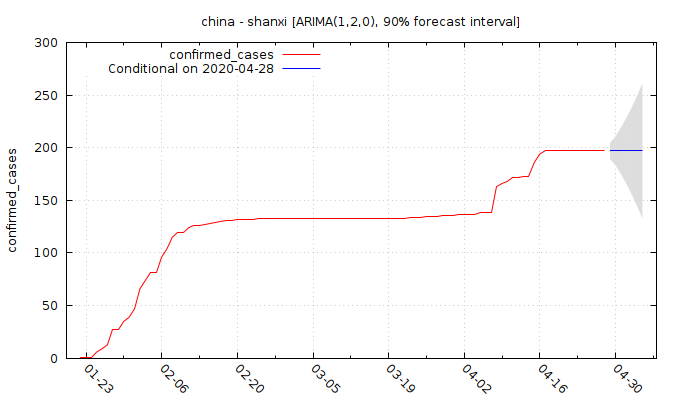 china - shanxi [ARIMA(1,2,0), 90% forecast interval]
confirmed_cases
Conditional on 2020-04-28
confirmed_cases
300
250
200
150
100
50
0
01-23 02-06 02-20 03-05 03-19 04-02 04-16 04-30